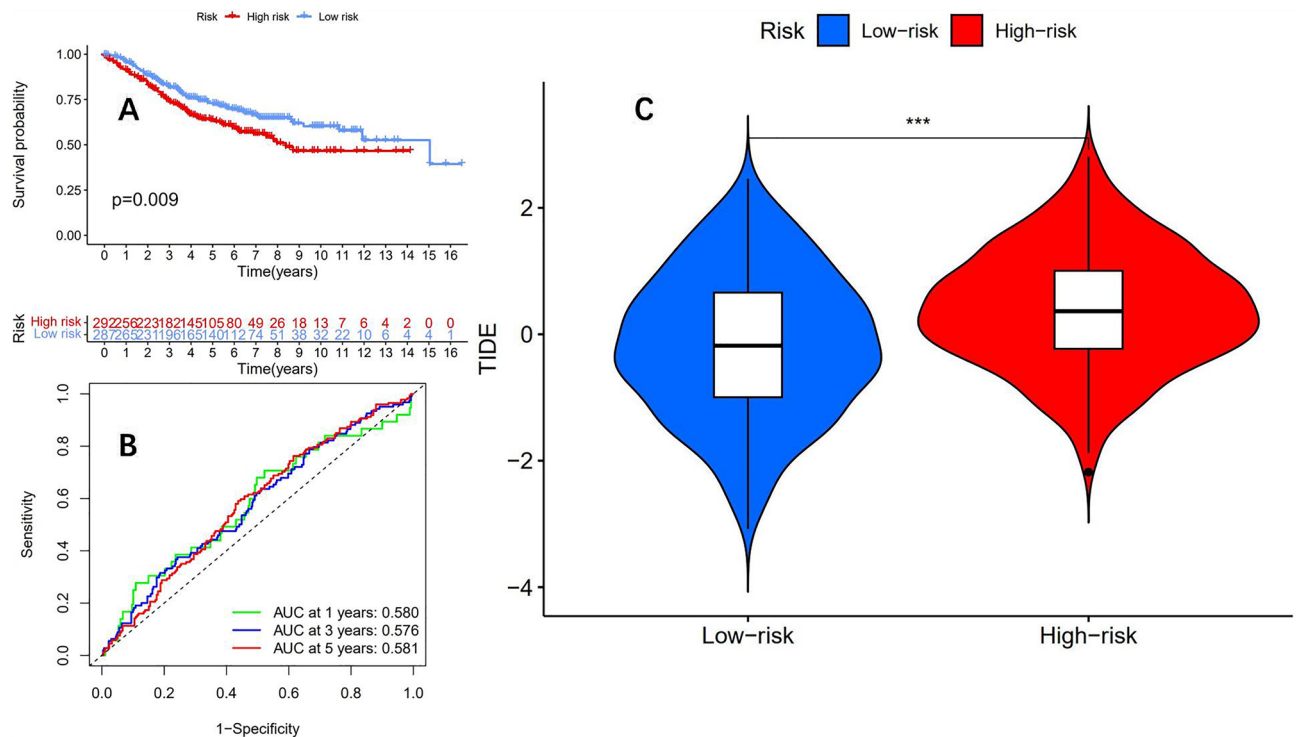 Risk High risk Low risk
1.00
0.75
0.50
0.25
0.00
Survival probability
A
p=0.009
0 1 2 3 4 5 6 7 8 9 10 11 12 13 14 15 16
Time(years)
Risk
High risk 292 256 223 182 145 105 80 49 26 18 13 7 6 4 2 0 0
Low risk 287 265 231 196 165 140 112 74 51 38 32 22 10 6 4 4 1
0 1 2 3 4 5 6 7 8 9 10 11 12 13 14 15 16
Time(years)
1.0
0.8
0.6
0.4
0.2
0.0
Sensitivity
B
AUC at 1 years: 0.580
AUC at 3 years: 0.576
AUC at 5 years: 0.581
0.0 0.2 0.4 0.6 0.8 1.0
1−Specificity
Risk Low−risk High−risk
C
***
2
0
−2
−4
TIDE
Low−risk High−risk